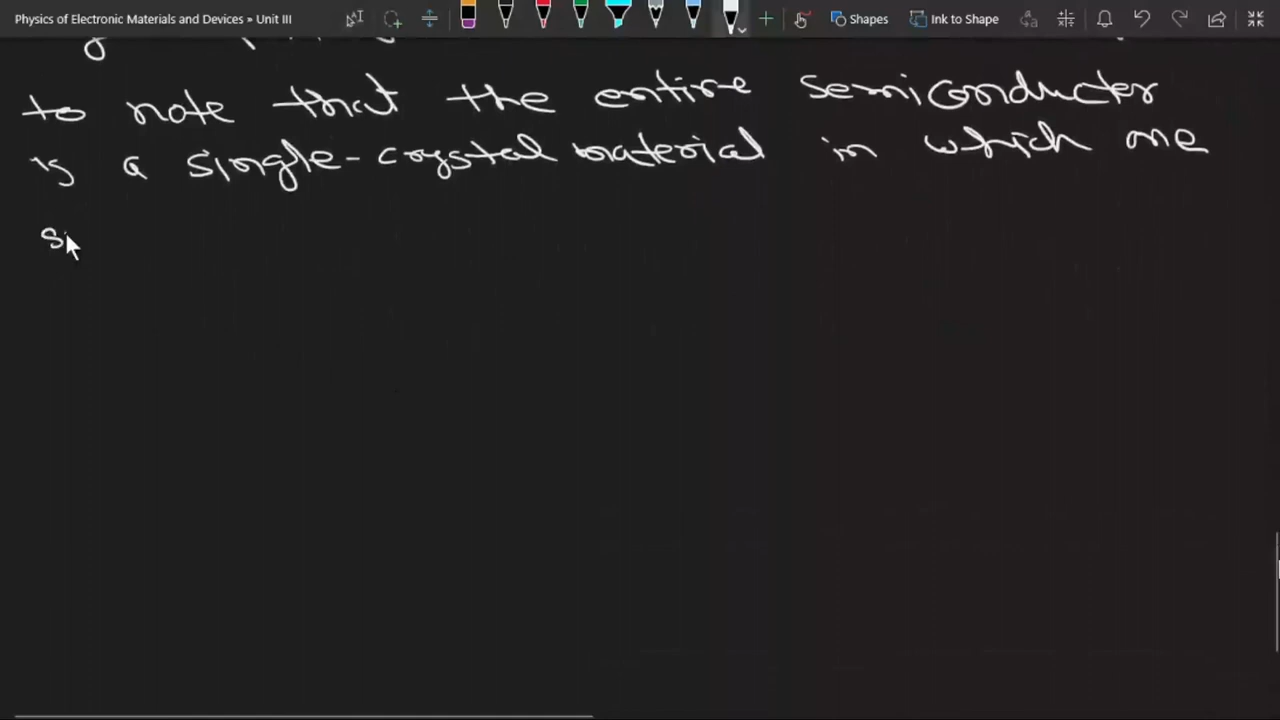 Physics of Electronic Materials and Devices » Unit III
Shapes
Ink to Shape
to note that the entire semiconductor
is a single-crystal material in which one
s